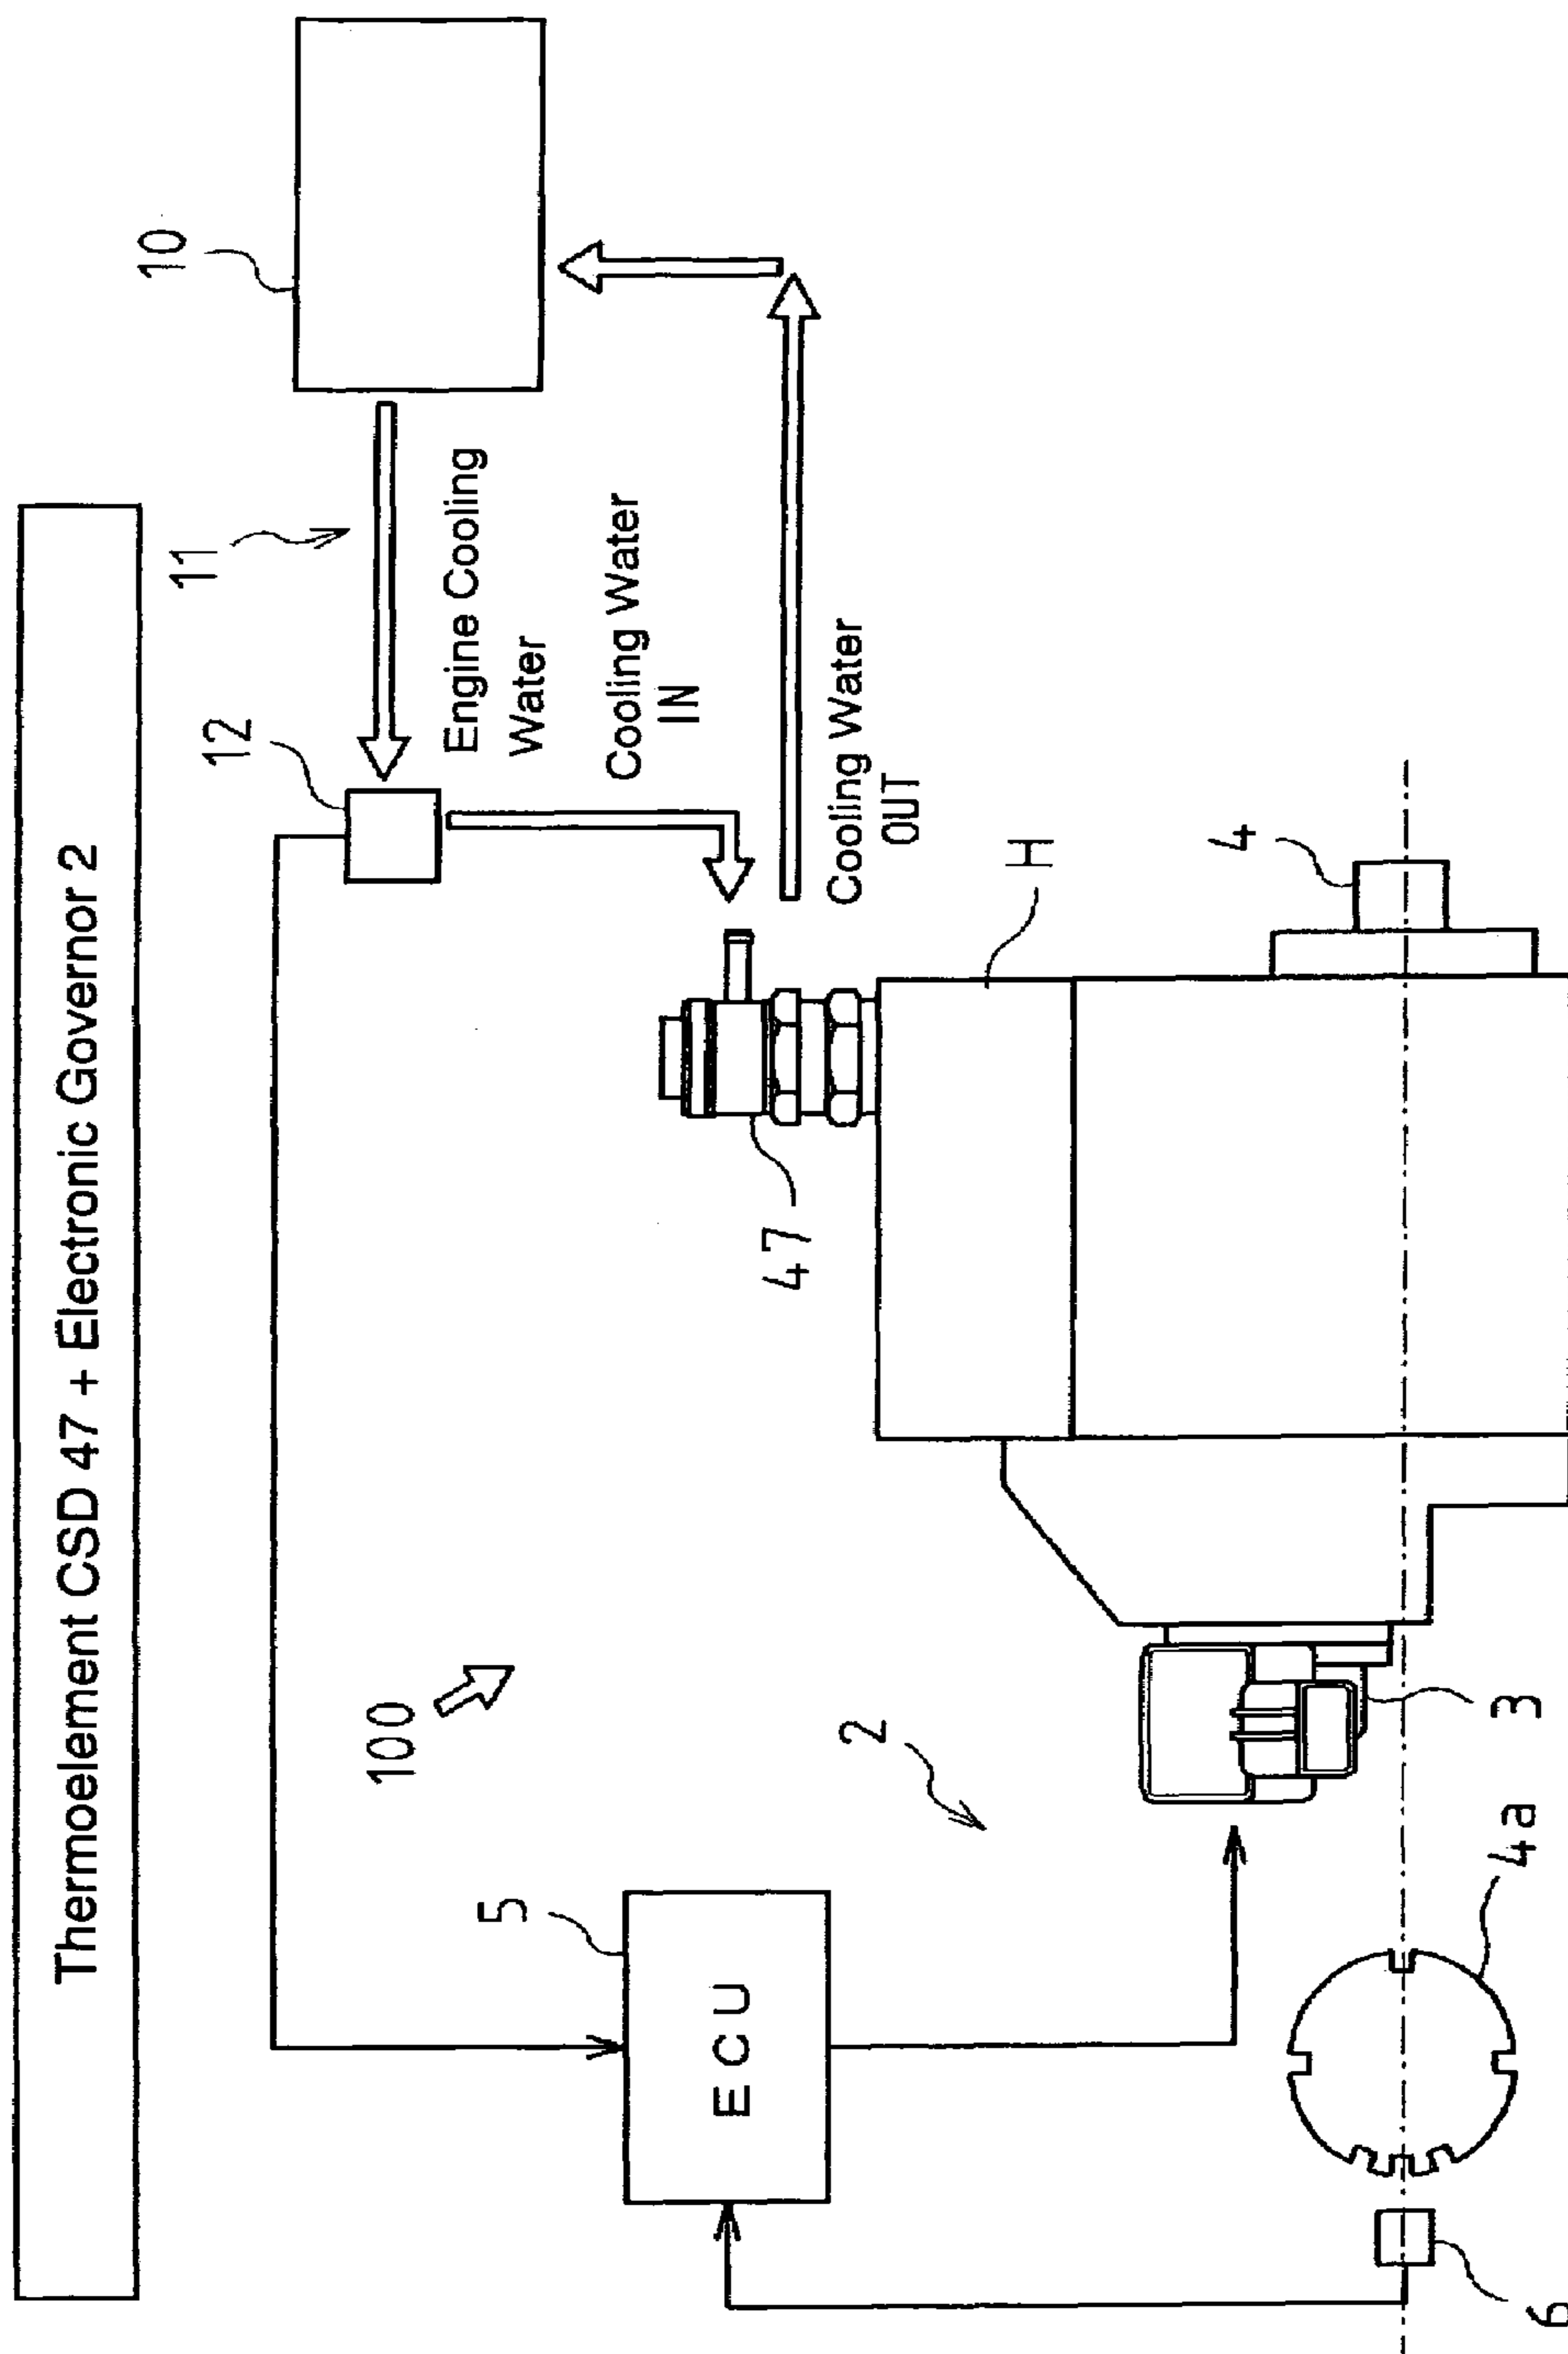 Thermoelement CSD 47 + Electronic Governor 2
10
11
12
Engine Cooling
Water
Cooling Water
IN
Cooling Water
OUT
100
5
ECU
47
H
4
2
3
4a
6